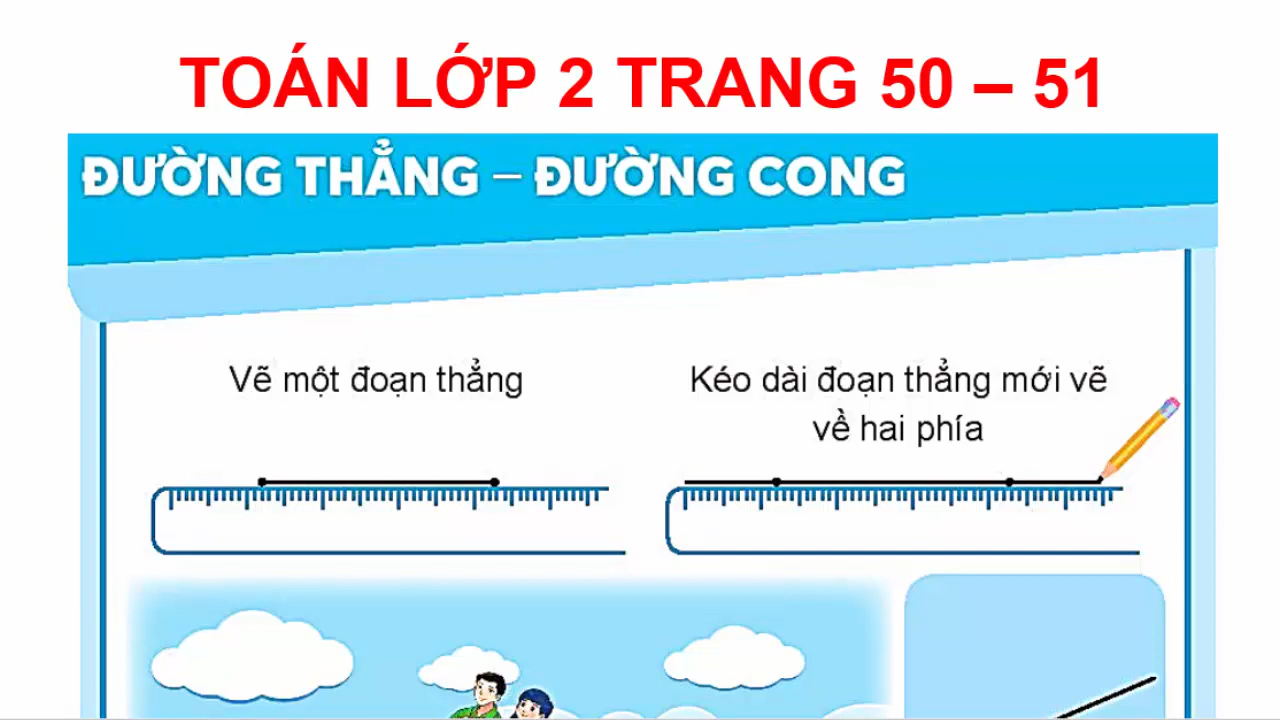 TOÁN LỚP 2 TRANG 50 – 51
ĐƯỜNG THẲNG – ĐƯỜNG CONG
Vẽ một đoạn thẳng
Kéo dài đoạn thẳng mới vẽ
về hai phía